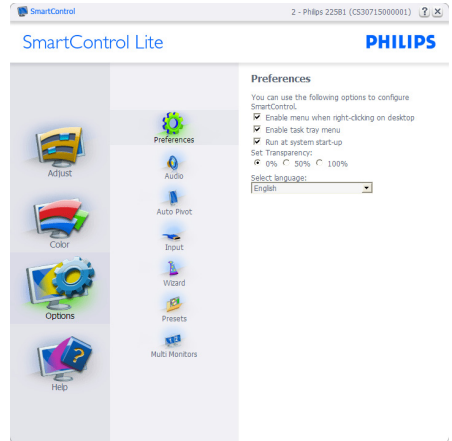 SmartControl
2 - Philips 225B1 (CS30715000001)
? X
SmartControl Lite
PHILIPS
Adjust
Color
Options
?
Help
Preferences
Audio
Auto Pivot
Input
Wizard
Presets
Multi Monitors
Preferences
You can use the following options to configure
SmartControl.
Enable menu when right-clicking on desktop
Enable task tray menu
Run at system start-up
Set Transparency:
0% 50% 100%
Select language:
English